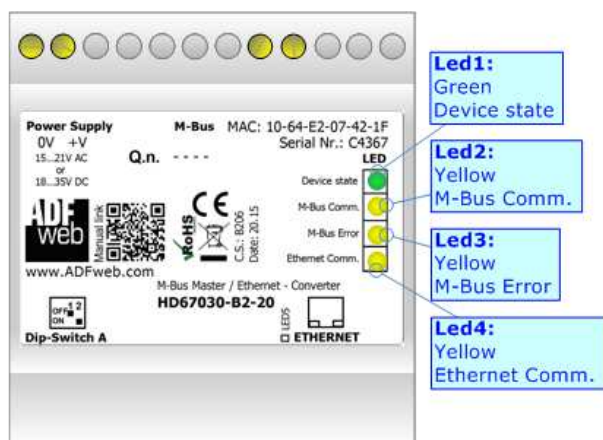 Power Supply
0V +V
15...21V AC
or
18...35V DC
M-Bus
MAC: 10-64-E2-07-42-1F
Serial Nr.: C4367
Q.n. - - - -
LED
Device state
M-Bus Comm.
M-Bus Error
Ethernet Comm.
ADF
web
Manual link
RoHS
CE
C.S.: B206
Date: 20.15
www.ADFweb.com
M-Bus Master / Ethernet - Converter
HD67030-B2-20
OFF 1 2
ON
Dip-Switch A
LEDS
ETHERNET
Led1:
Green
Device state
Led2:
Yellow
M-Bus Comm.
Led3:
Yellow
M-Bus Error
Led4:
Yellow
Ethernet Comm.